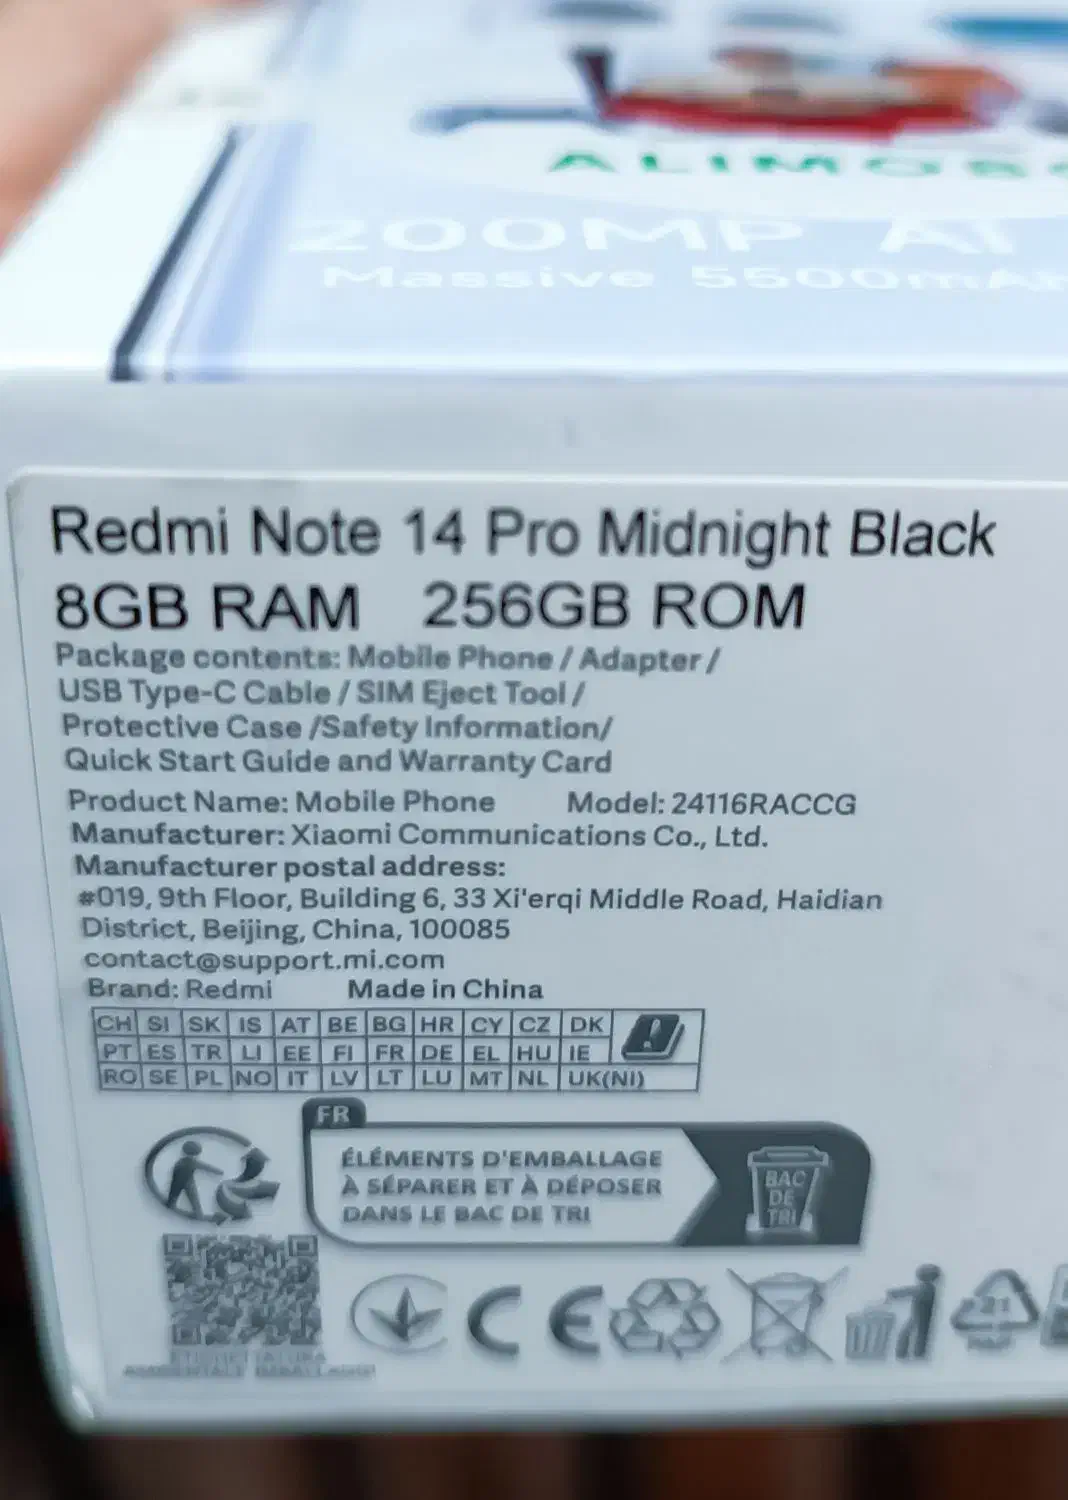 200MP AI
Massive 5500mAh
Redmi Note 14 Pro Midnight Black
8GB RAM 256GB ROM
Package contents: Mobile Phone / Adapter /
USB Type-C Cable / SIM Eject Tool /
Protective Case /Safety Information/
Quick Start Guide and Warranty Card
Product Name: Mobile Phone Model: 24116RACCG
Manufacturer: Xiaomi Communications Co., Ltd.
Manufacturer postal address:
#019, 9th Floor, Building 6, 33 Xi'erqi Middle Road, Haidian
District, Beijing, China, 100085
contact@support.mi.com
Brand: Redmi Made in China
CH SI SK IS AT BE BG HR CY CZ DK
PT ES TR LI EE FI FR DE EL HU IE
RO SE PL NO IT LV LT LU MT NL UK(NI)
FR
ÉLÉMENTS D'EMBALLAGE
À SÉPARER ET À DÉPOSER
DANS LE BAC DE TRI
BAC
DE
TRI
CE